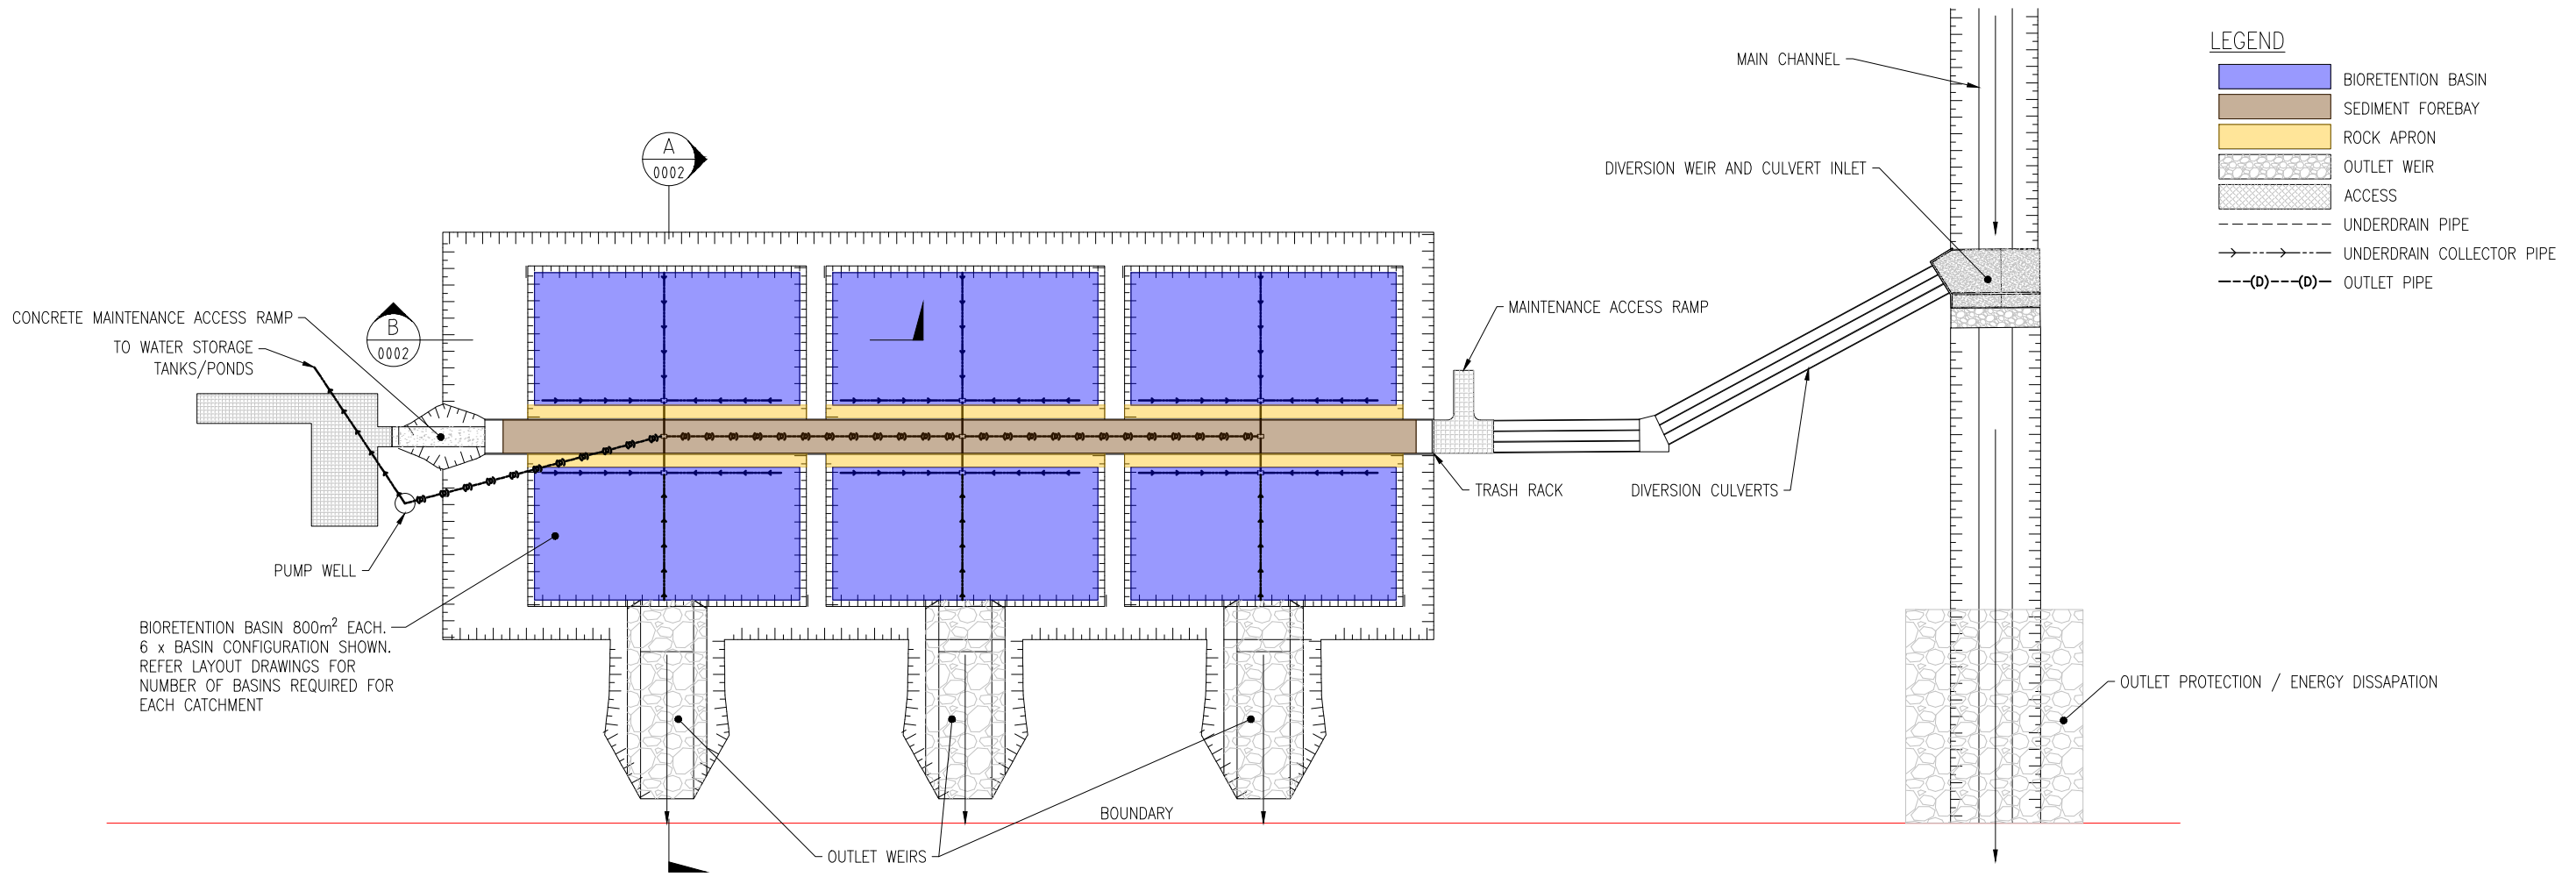 LEGEND
BIORETENTION BASIN
SEDIMENT FOREBAY
ROCK APRON
OUTLET WEIR
ACCESS
UNDERDRAIN PIPE
UNDERDRAIN COLLECTOR PIPE
(D) (D)
OUTLET PIPE
MAIN CHANNEL
DIVERSION WEIR AND CULVERT INLET
A
0002
MAINTENANCE ACCESS RAMP
CONCRETE MAINTENANCE ACCESS RAMP
B
0002
TO WATER STORAGE
TANKS/PONDS
TRASH RACK
DIVERSION CULVERTS
PUMP WELL
BIORETENTION BASIN 800m² EACH.
6 x BASIN CONFIGURATION SHOWN.
REFER LAYOUT DRAWINGS FOR
NUMBER OF BASINS REQUIRED FOR
EACH CATCHMENT
OUTLET PROTECTION / ENERGY DISSAPATION
BOUNDARY
OUTLET WEIRS